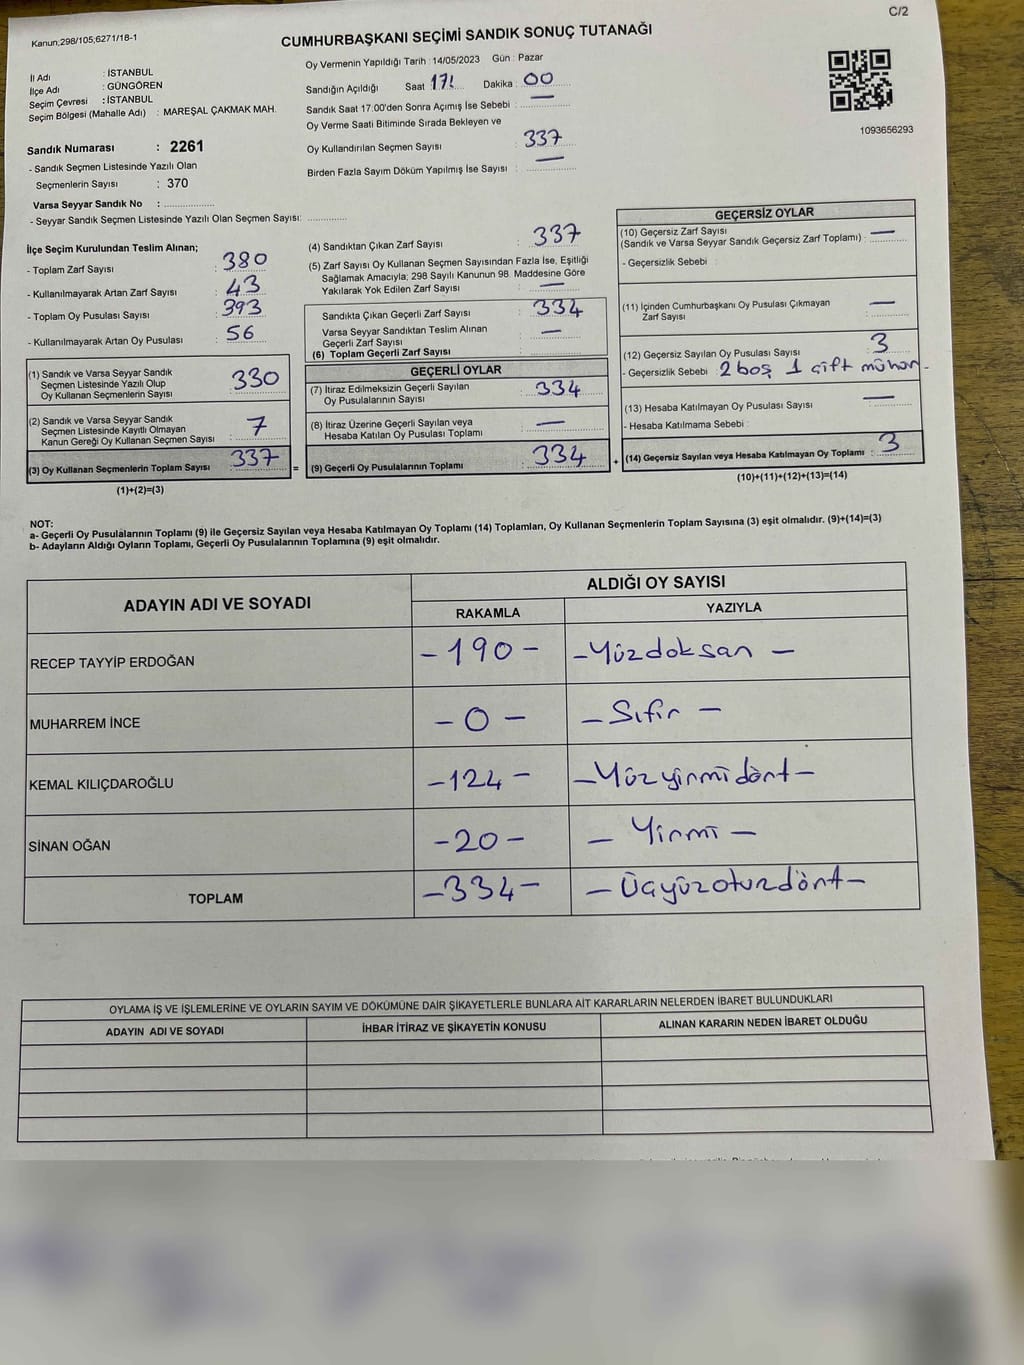 C/2
Kanun;298/105;6271/18-1
CUMHURBAŞKANI SEÇİMİ SANDIK SONUÇ TUTANAĞI
İl Adı : İSTANBUL
İlçe Adı : GÜNGÖREN
Seçim Çevresi : İSTANBUL
Seçim Bölgesi (Mahalle Adı) : MAREŞAL ÇAKMAK MAH.
Sandık Numarası : 2261
- Sandık Seçmen Listesinde Yazılı Olan
Seçmenlerin Sayısı : 370
Varsa Seyyar Sandık No : ....................
- Seyyar Sandık Seçmen Listesinde Yazılı Olan Seçmen Sayısı: ...............
Oy Vermenin Yapıldığı Tarih : 14/05/2023 Gün : Pazar
Sandığın Açıldığı Saat 17: Dakika : 00
Sandık Saat 17:00'den Sonra Açımış İse Sebebi : —
Oy Verme Saati Bitiminde Sırada Bekleyen ve
Oy Kullandırılan Seçmen Sayısı : 337
Birden Fazla Sayım Döküm Yapılmış İse Sayısı : —
1093656293
İlçe Seçim Kurulundan Teslim Alınan;
- Toplam Zarf Sayısı : 380
- Kullanılmayarak Artan Zarf Sayısı : 43
- Toplam Oy Pusulası Sayısı : 393
- Kullanılmayarak Artan Oy Pusulası : 56
(1) Sandık ve Varsa Seyyar Sandık
Seçmen Listesinde Yazılı Olup
Oy Kullanan Seçmenlerin Sayısı : 330
(2) Sandık ve Varsa Seyyar Sandık
Seçmen Listesinde Kayıtlı Olmayan
Kanun Gereği Oy Kullanan Seçmen Sayısı : 7
(3) Oy Kullanan Seçmenlerin Toplam Sayısı : 337 =
(1)+(2)=(3)
(4) Sandıktan Çıkan Zarf Sayısı : 337
(5) Zarf Sayısı Oy Kullanan Seçmen Sayısından Fazla İse, Eşitliği
Sağlamak Amacıyla; 298 Sayılı Kanunun 98. Maddesine Göre
Yakılarak Yok Edilen Zarf Sayısı : —
Sandıkta Çıkan Geçerli Zarf Sayısı : 334
Varsa Seyyar Sandıktan Teslim Alınan
Geçerli Zarf Sayısı : —
(6) Toplam Geçerli Zarf Sayısı : ....................
GEÇERLİ OYLAR
(7) İtiraz Edilmeksizin Geçerli Sayılan
Oy Pusulalarının Sayısı : 334
(8) İtiraz Üzerine Geçerli Sayılan veya
Hesaba Katılan Oy Pusulası Toplamı : —
(9) Geçerli Oy Pusulalarının Toplamı : 334 +
GEÇERSİZ OYLAR
(10) Geçersiz Zarf Sayısı
(Sandık ve Varsa Seyyar Sandık Geçersiz Zarf Toplamı) : —
- Geçersizlik Sebebi :
(11) İçinden Cumhurbaşkanı Oy Pusulası Çıkmayan
Zarf Sayısı : —
(12) Geçersiz Sayılan Oy Pusulası Sayısı : 3
- Geçersizlik Sebebi 2 boş 1 çift mühür -
(13) Hesaba Katılmayan Oy Pusulası Sayısı : —
- Hesaba Katılmama Sebebi :
(14) Geçersiz Sayılan veya Hesaba Katılmayan Oy Toplamı : 3
(10)+(11)+(12)+(13)=(14)
NOT:
a- Geçerli Oy Pusulalarının Toplamı (9) ile Geçersiz Sayılan veya Hesaba Katılmayan Oy Toplamı (14) Toplamları, Oy Kullanan Seçmenlerin Toplam Sayısına (3) eşit olmalıdır. (9)+(14)=(3)
b- Adayların Aldığı Oyların Toplamı, Geçerli Oy Pusulalarının Toplamına (9) eşit olmalıdır.
ADAYIN ADI VE SOYADI ALDIĞI OY SAYISI
RAKAMLA YAZIYLA
RECEP TAYYİP ERDOĞAN -190- -Yüzdoksan-
MUHARREM İNCE -0- -Sıfır-
KEMAL KILIÇDAROĞLU -124- -Yüzyirmidört-
SİNAN OĞAN -20- -Yirmi-
TOPLAM -334- -Üçyüzotuzdört-
OYLAMA İŞ VE İŞLEMLERİNE VE OYLARIN SAYIM VE DÖKÜMÜNE DAİR ŞİKAYETLERLE BUNLARA AİT KARARLARIN NELERDEN İBARET BULUNDUKLARI
ADAYIN ADI VE SOYADI İHBAR İTİRAZ VE ŞİKAYETİN KONUSU ALINAN KARARIN NEDEN İBARET OLDUĞU